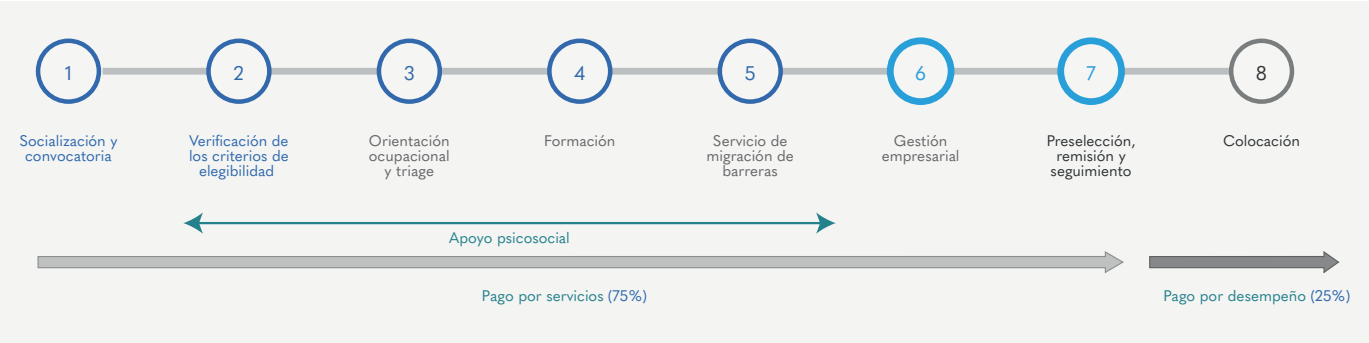 1
2
3
4
5
6
7
8
Socialización y
convocatoria
Verificación de
los criterios de
elegibilidad
Orientación
ocupacional
y triage
Formación
Servicio de
migración de
barreras
Gestión
empresarial
Preselección,
remisión y
seguimiento
Colocación
Apoyo psicosocial
Pago por servicios (75%)
Pago por desempeño (25%)